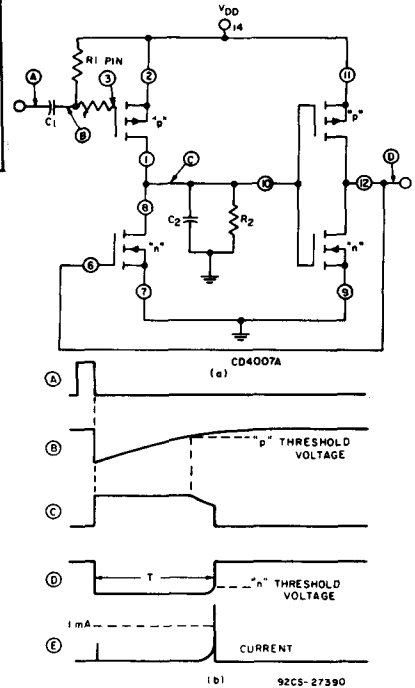 VDD
14
R1 PIN
A
3
2
11
"p"
"p"
C1
B
1
C
D
8
10
12
C2
R2
"n"
"n"
6
7
9
CD4007A
(a)
A
B
"p" THRESHOLD
VOLTAGE
C
D
T
"n" THRESHOLD
VOLTAGE
1 mA
E
CURRENT
(b)
92CS-27390